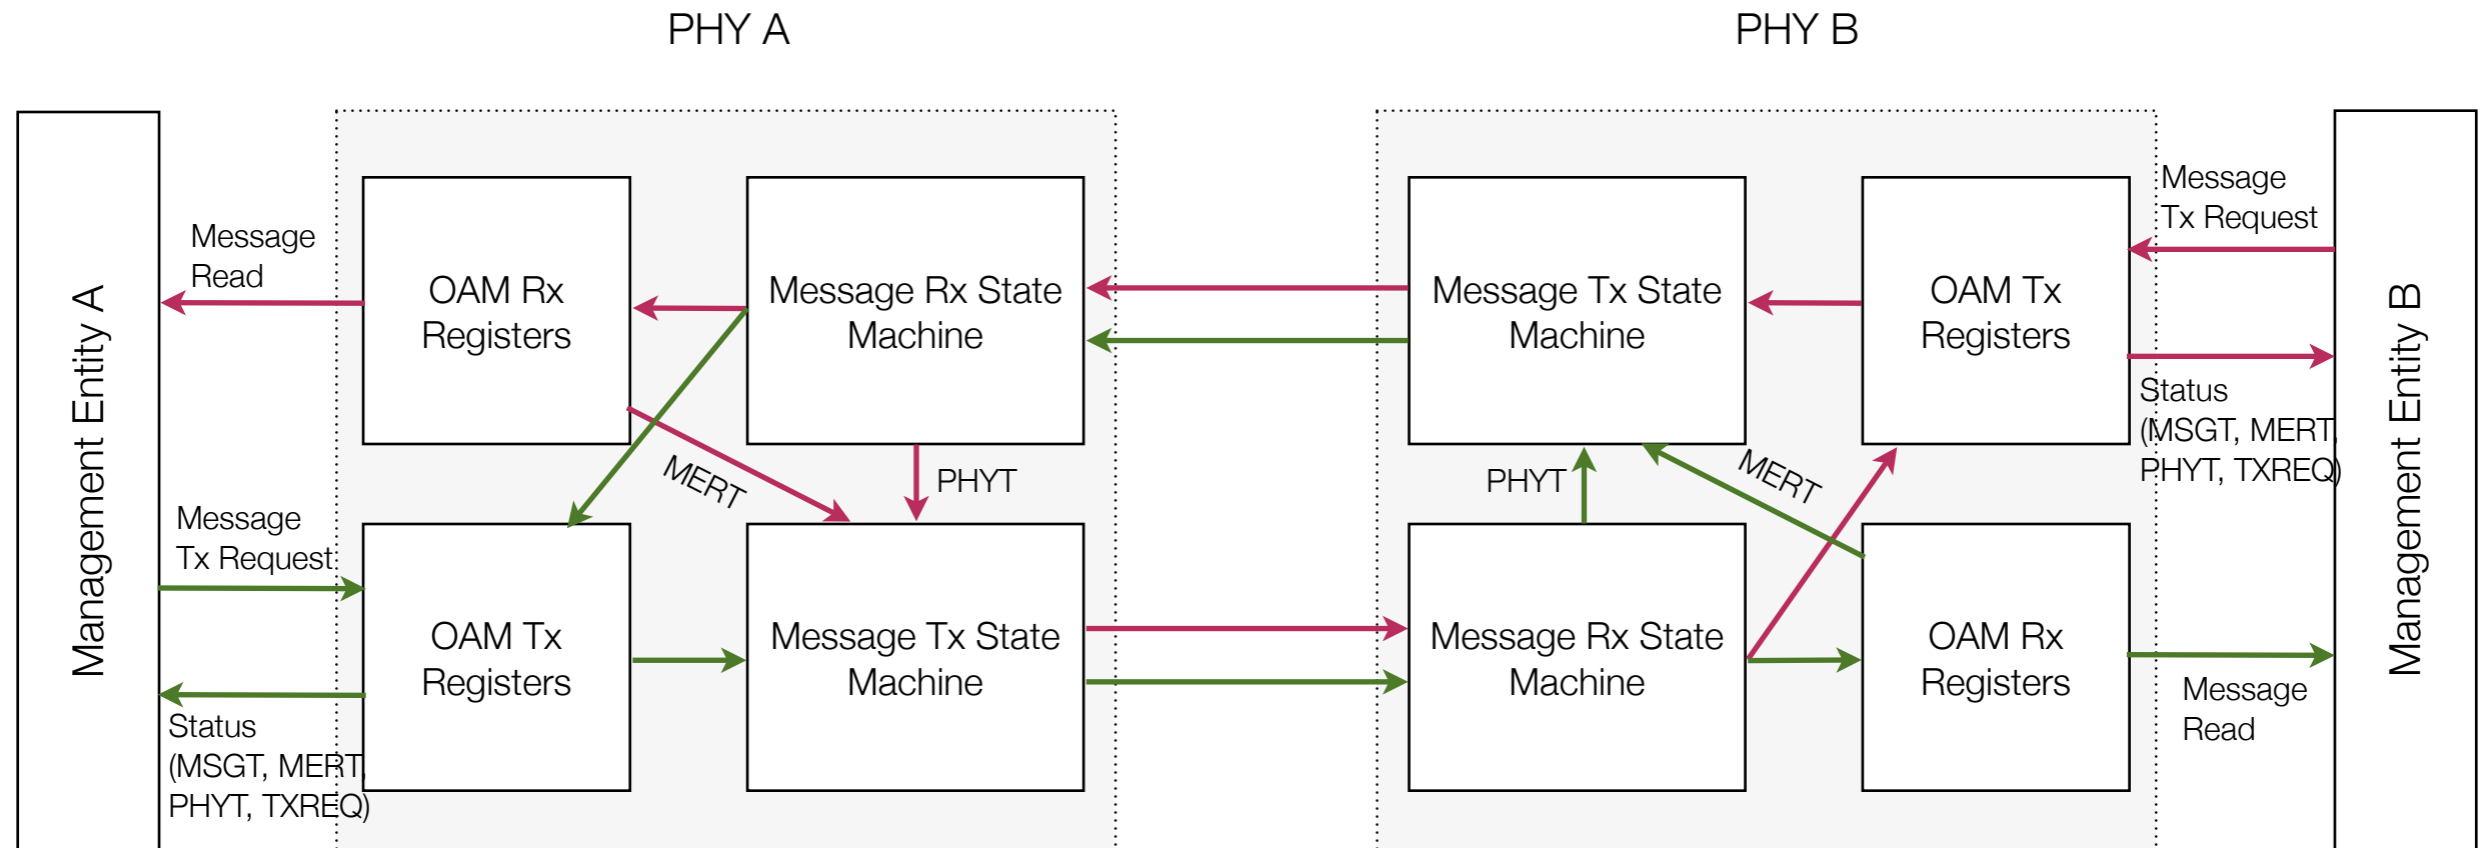 PHY A
PHY B
Management Entity A
Message
Read
OAM Rx
Registers
Message Rx State
Machine
MERT
PHYT
Message
Tx Request
OAM Tx
Registers
Message Tx State
Machine
Status
(MSGT, MERT,
PHYT, TXREQ)
Message Tx State
Machine
OAM Tx
Registers
Message
Tx Request
Status
(MSGT, MERT,
PHYT, TXREQ)
PHYT
MERT
Message Rx State
Machine
OAM Rx
Registers
Message
Read
Management Entity B